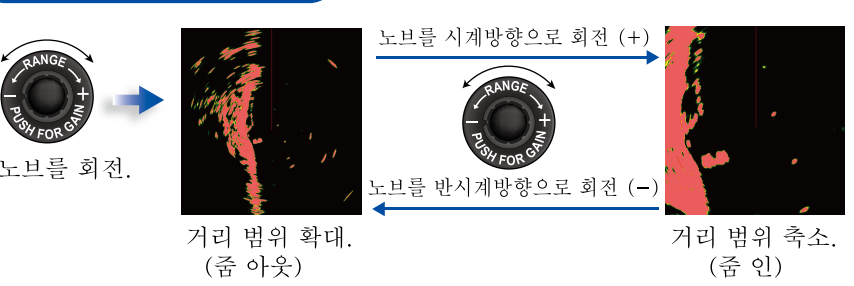 노브를 시계방향으로 회전 (+)
RANGE
− +
PUSH FOR GAIN
노브를 회전.
RANGE
− +
PUSH FOR GAIN
노브를 반시계방향으로 회전 (−)
거리 범위 확대.
(줌 아웃)
거리 범위 축소.
(줌 인)